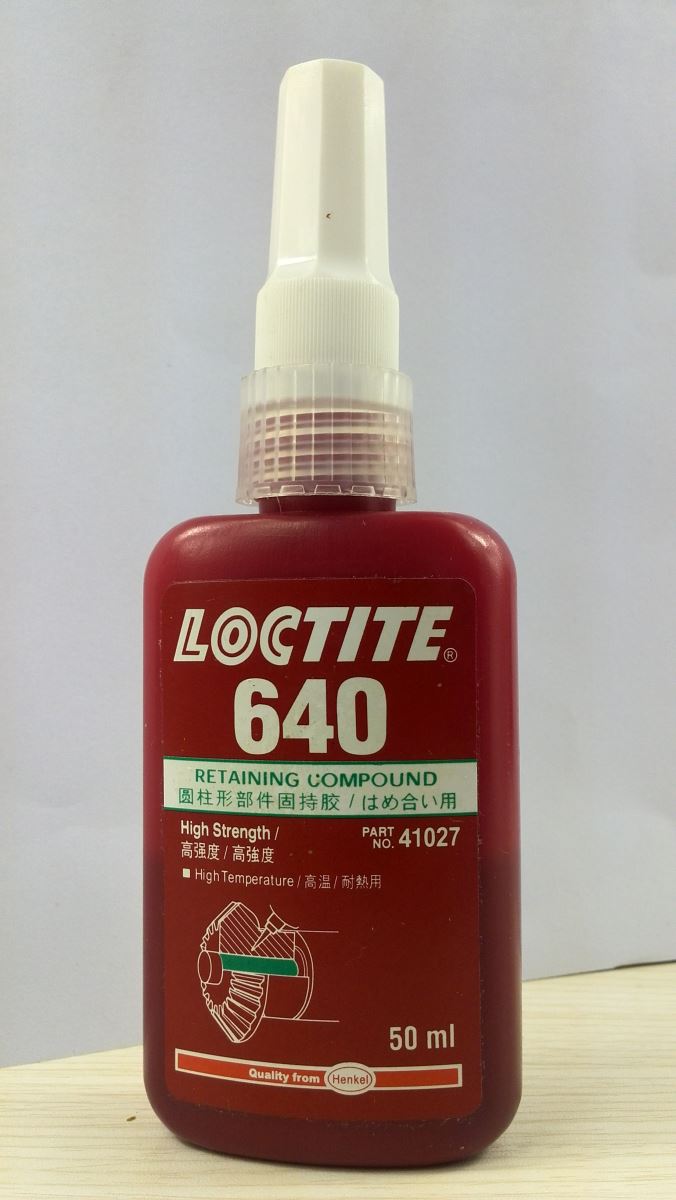 LOCTITE®
640
RETAINING COMPOUND
圆柱形部件固持胶 / はめ合い用
High Strength /
高强度 / 高強度
PART NO. 41027
■ High Temperature / 高温 / 耐熱用
50 ml
Quality from Henkel